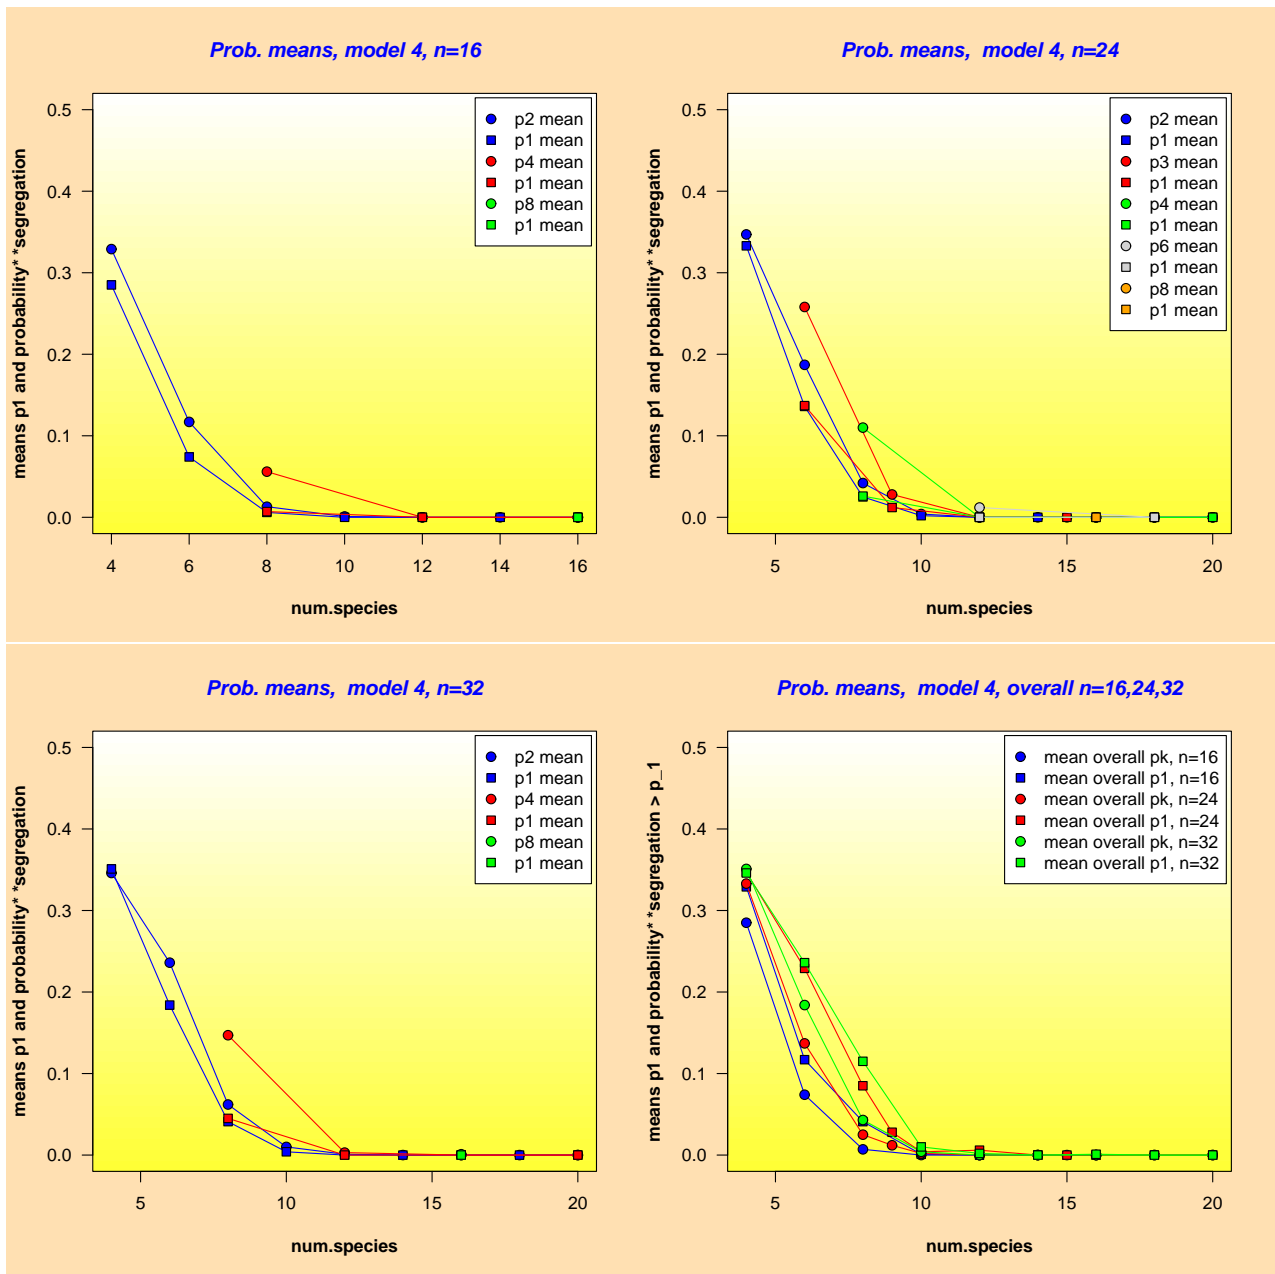 Prob. means, model 4, n=16
means p1 and probability* *segregation
0.5
0.4
0.3
0.2
0.1
0.0
p2 mean
p1 mean
p4 mean
p1 mean
p8 mean
p1 mean
4 6 8 10 12 14 16
num.species
Prob. means, model 4, n=24
means p1 and probability* *segregation
0.5
0.4
0.3
0.2
0.1
0.0
p2 mean
p1 mean
p3 mean
p1 mean
p4 mean
p1 mean
p6 mean
p1 mean
p8 mean
p1 mean
5 10 15 20
num.species
Prob. means, model 4, n=32
means p1 and probability* *segregation
0.5
0.4
0.3
0.2
0.1
0.0
p2 mean
p1 mean
p4 mean
p1 mean
p8 mean
p1 mean
5 10 15 20
num.species
Prob. means, model 4, overall n=16,24,32
means p1 and probability* *segregation > p_1
0.5
0.4
0.3
0.2
0.1
0.0
mean overall pk, n=16
mean overall p1, n=16
mean overall pk, n=24
mean overall p1, n=24
mean overall pk, n=32
mean overall p1, n=32
5 10 15 20
num.species